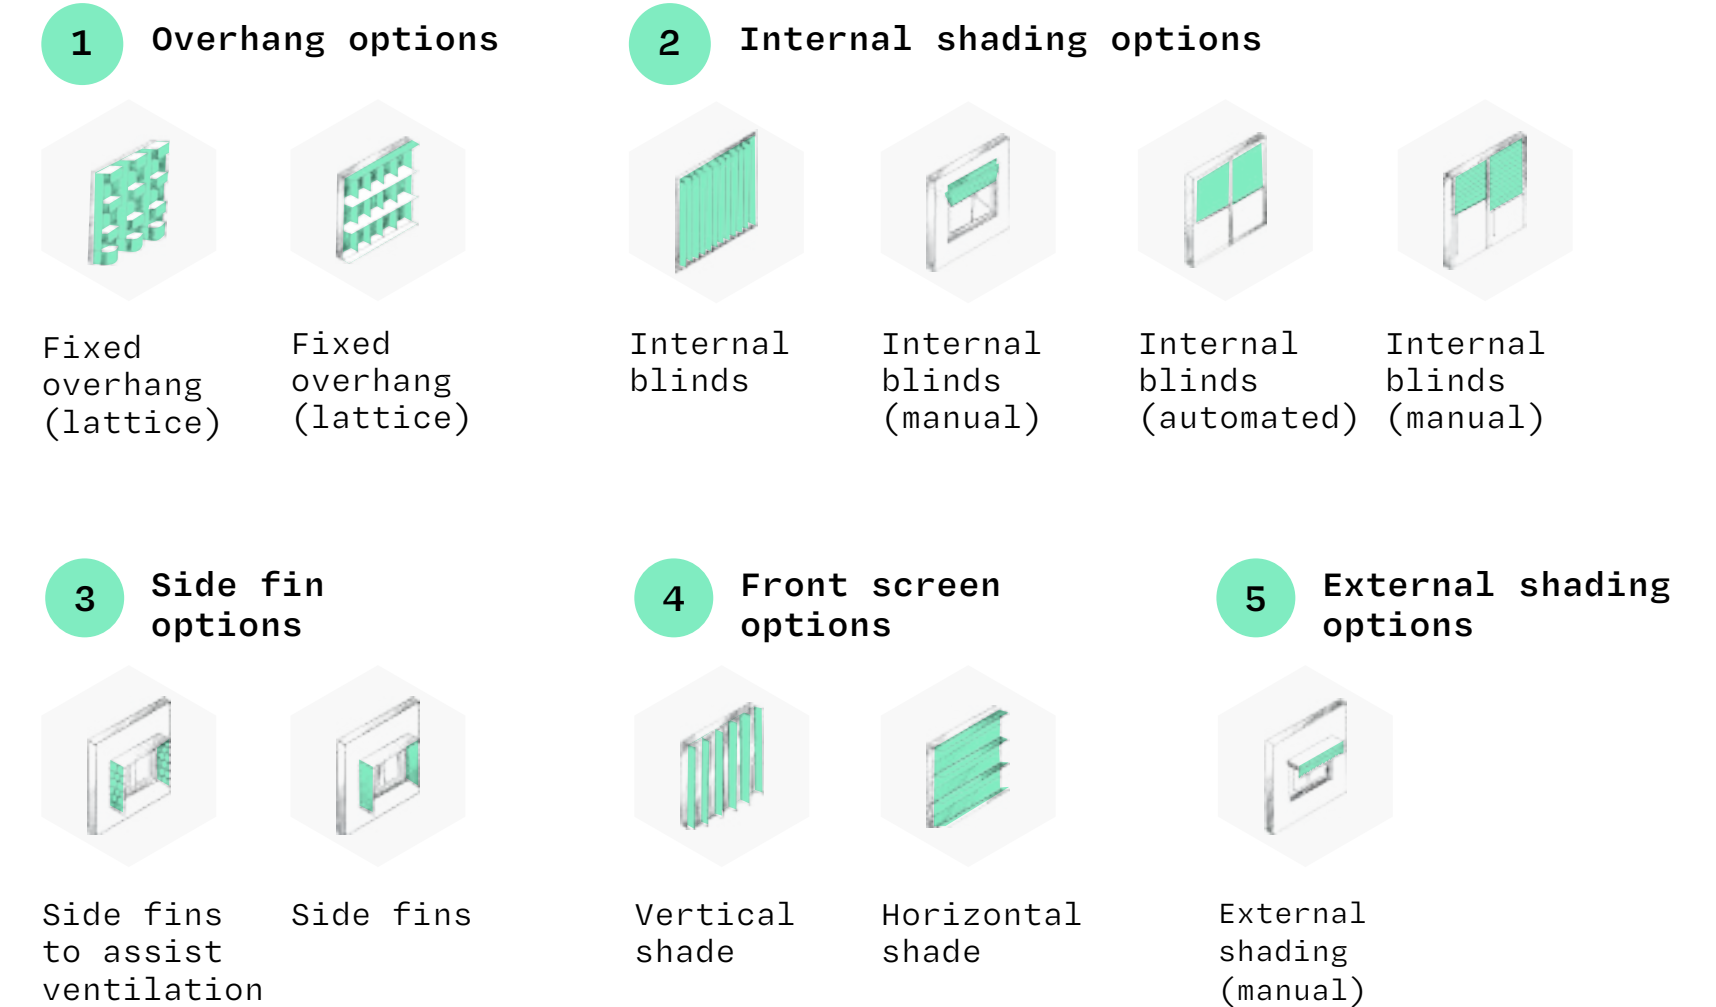 1 Overhang options
Fixed
overhang
(lattice)
Fixed
overhang
(lattice)
2 Internal shading options
Internal
blinds
Internal
blinds
(manual)
Internal
blinds
(automated)
Internal
blinds
(manual)
3 Side fin
options
Side fins
to assist
ventilation
Side fins
4 Front screen
options
Vertical
shade
Horizontal
shade
5 External shading
options
External
shading
(manual)